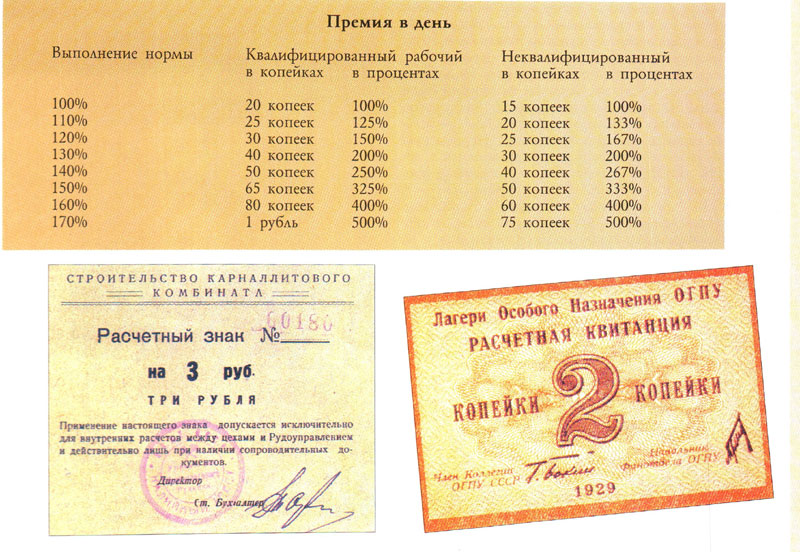 Премия в день
Выполнение нормы Квалифицированный рабочий Неквалифицированный
в копейках в процентах в копейках в процентах
100% 20 копеек 100% 15 копеек 100%
110% 25 копеек 125% 20 копеек 133%
120% 30 копеек 150% 25 копеек 167%
130% 40 копеек 200% 30 копеек 200%
140% 50 копеек 250% 40 копеек 267%
150% 65 копеек 325% 50 копеек 333%
160% 80 копеек 400% 60 копеек 400%
170% 1 рубль 500% 75 копеек 500%
СТРОИТЕЛЬСТВО КАРНАЛЛИТОВОГО
КОМБИНАТА
Расчетный знак № 60180
на 3 руб.
ТРИ РУБЛЯ
Применение настоящего знака допускается исключительно
для внутренних расчетов между цехами и Рудоуправлением
и действительно лишь при наличии сопроводительных до-
кументов.
Директор
Ст. Бухгалтер
Лагери Особого Назначения ОГПУ
РАСЧЕТНАЯ КВИТАНЦИЯ
КОПЕЙКИ 2 КОПЕЙКИ
Член Коллегии
ОГПУ СССР Г. Бокий
Начальник
Финотдела ОГПУ
1929